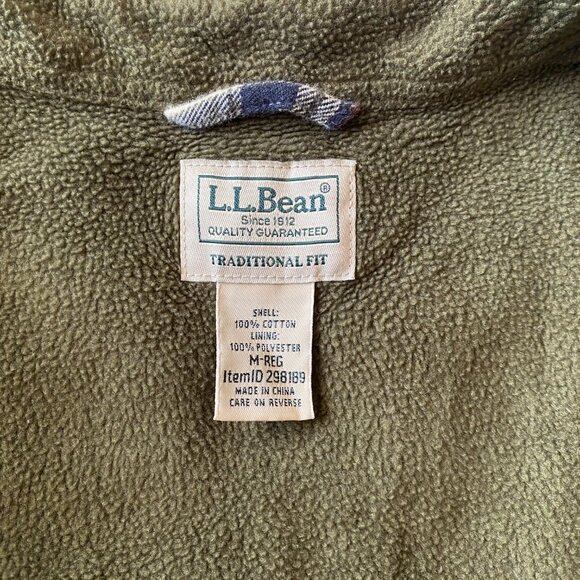 L.L.Bean®
Since 1912
QUALITY GUARANTEED
TRADITIONAL FIT
SHELL:
100% COTTON
LINING:
100% POLYESTER
M-REG
ItemID 298189
MADE IN CHINA
CARE ON REVERSE